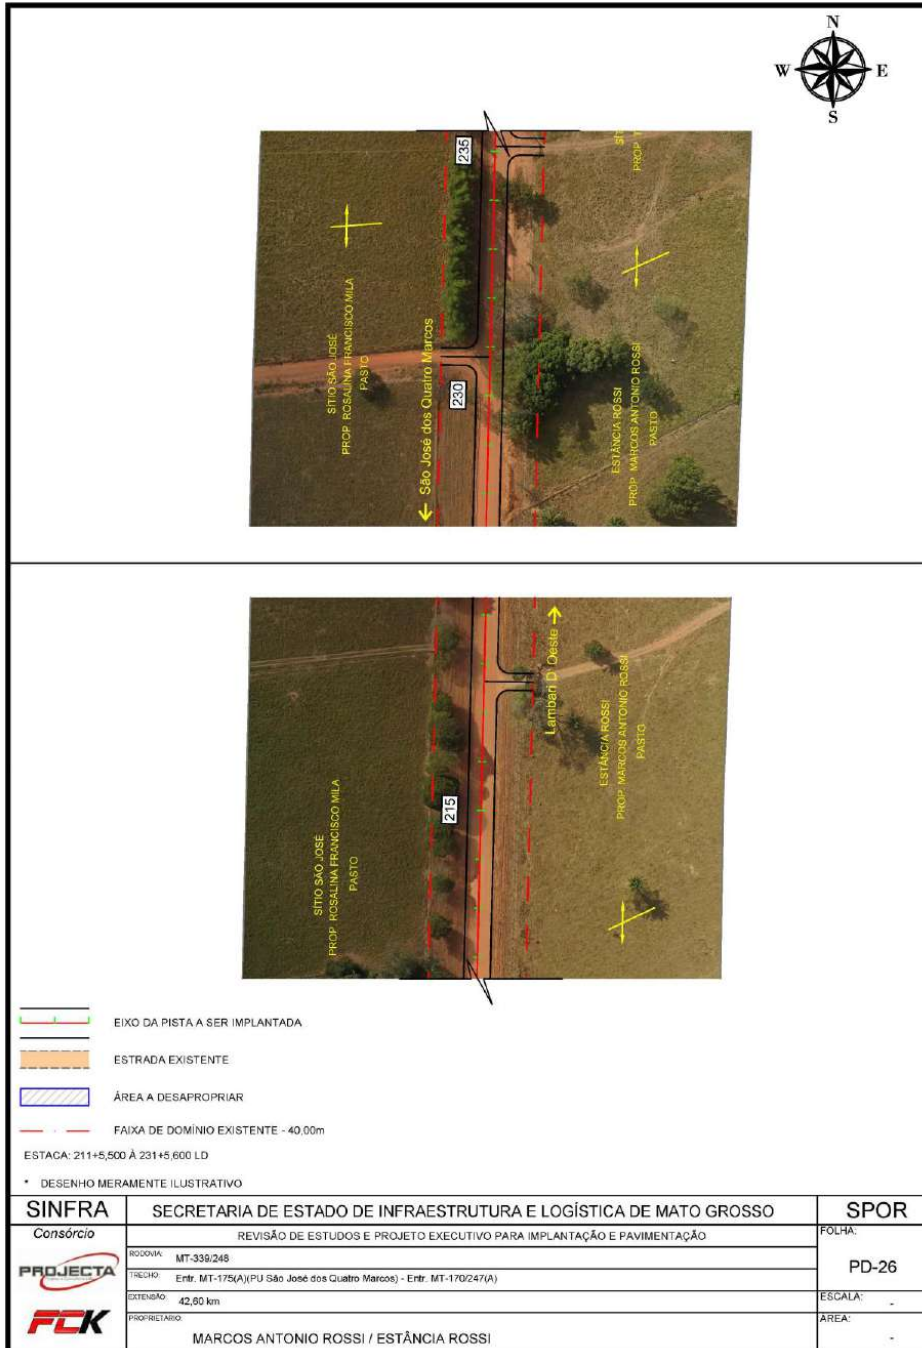 N
W E
S
235
SÍTIO SÃO JOSÉ
PROP. ROSALINA FRANCISCO MILA
PASTO
← São José dos Quatro Marcos
230
ESTÂNCIA ROSSI
PROP. MARCOS ANTONIO ROSSI
PASTO
SÍTIO SÃO JOSÉ
PROP. ROSALINA FRANCISCO MILA
PASTO
215
Lambari D' Oeste →
ESTÂNCIA ROSSI
PROP. MARCOS ANTONIO ROSSI
PASTO
EIXO DA PISTA A SER IMPLANTADA
ESTRADA EXISTENTE
ÁREA A DESAPROPRIAR
FAIXA DE DOMÍNIO EXISTENTE - 40,00m
ESTACA: 211+5,500 À 231+5,600 LD
* DESENHO MERAMENTE ILUSTRATIVO
SINFRA
SECRETARIA DE ESTADO DE INFRAESTRUTURA E LOGÍSTICA DE MATO GROSSO
SPOR
Consórcio
PROJECTA
FCK
REVISÃO DE ESTUDOS E PROJETO EXECUTIVO PARA IMPLANTAÇÃO E PAVIMENTAÇÃO
RODOVIA: MT-339/248
TRECHO: Entr. MT-175(A)(PU São José dos Quatro Marcos) - Entr. MT-170/247(A)
EXTENSÃO: 42,60 km
PROPRIETÁRIO:
MARCOS ANTONIO ROSSI / ESTÂNCIA ROSSI
FOLHA:
PD-26
ESCALA: -
ÁREA: -